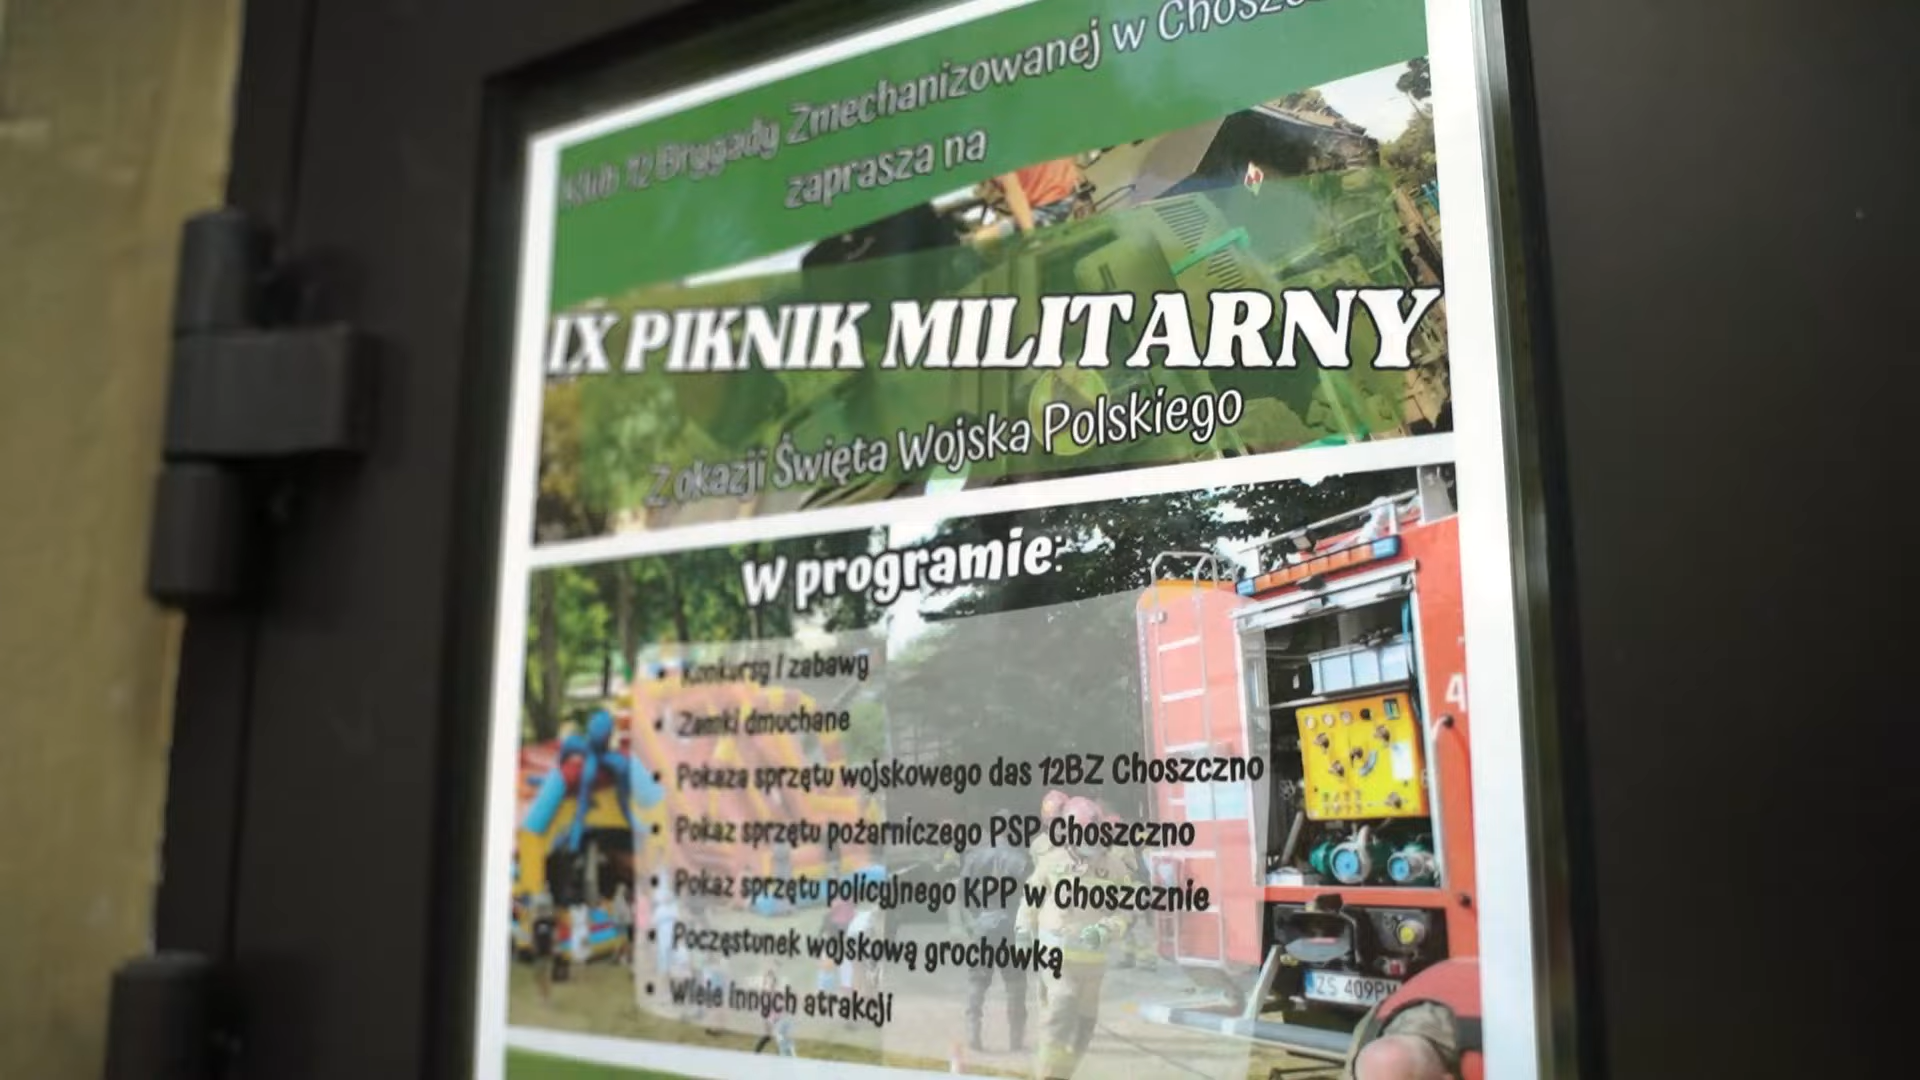 Klub 12 Brygady Zmechanizowanej w
zaprasza na
IX PIKNIK MILITARNY
Z okazji Święta Wojska Polskiego
W programie:
• Konkursy i zabawy
• Zamki dmuchane
• Pokaza sprzętu wojskowego das 12BZ Choszczno
• Pokaz sprzętu pożarniczego PSP Choszczno
• Pokaz sprzętu policyjnego KPP w Choszcznie
• Poczęstunek wojskową grochówką
• Wiele innych atrakcji
4
ZS 409